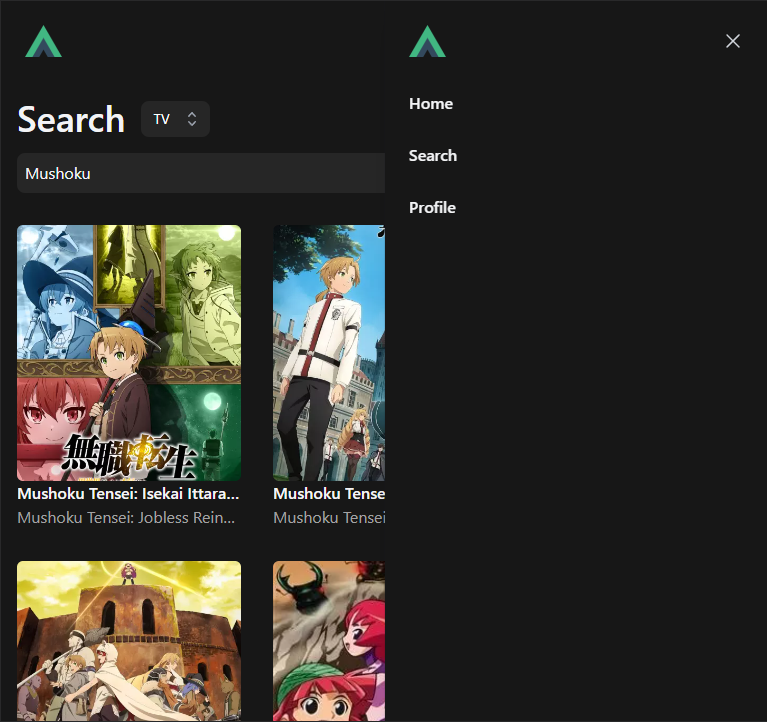 Search
TV
Mushoku
無職転生
Mushoku Tensei: Isekai Ittara...
Mushoku Tensei: Jobless Rein...
Mushoku Tense
Mushoku Tensei
Home
Search
Profile